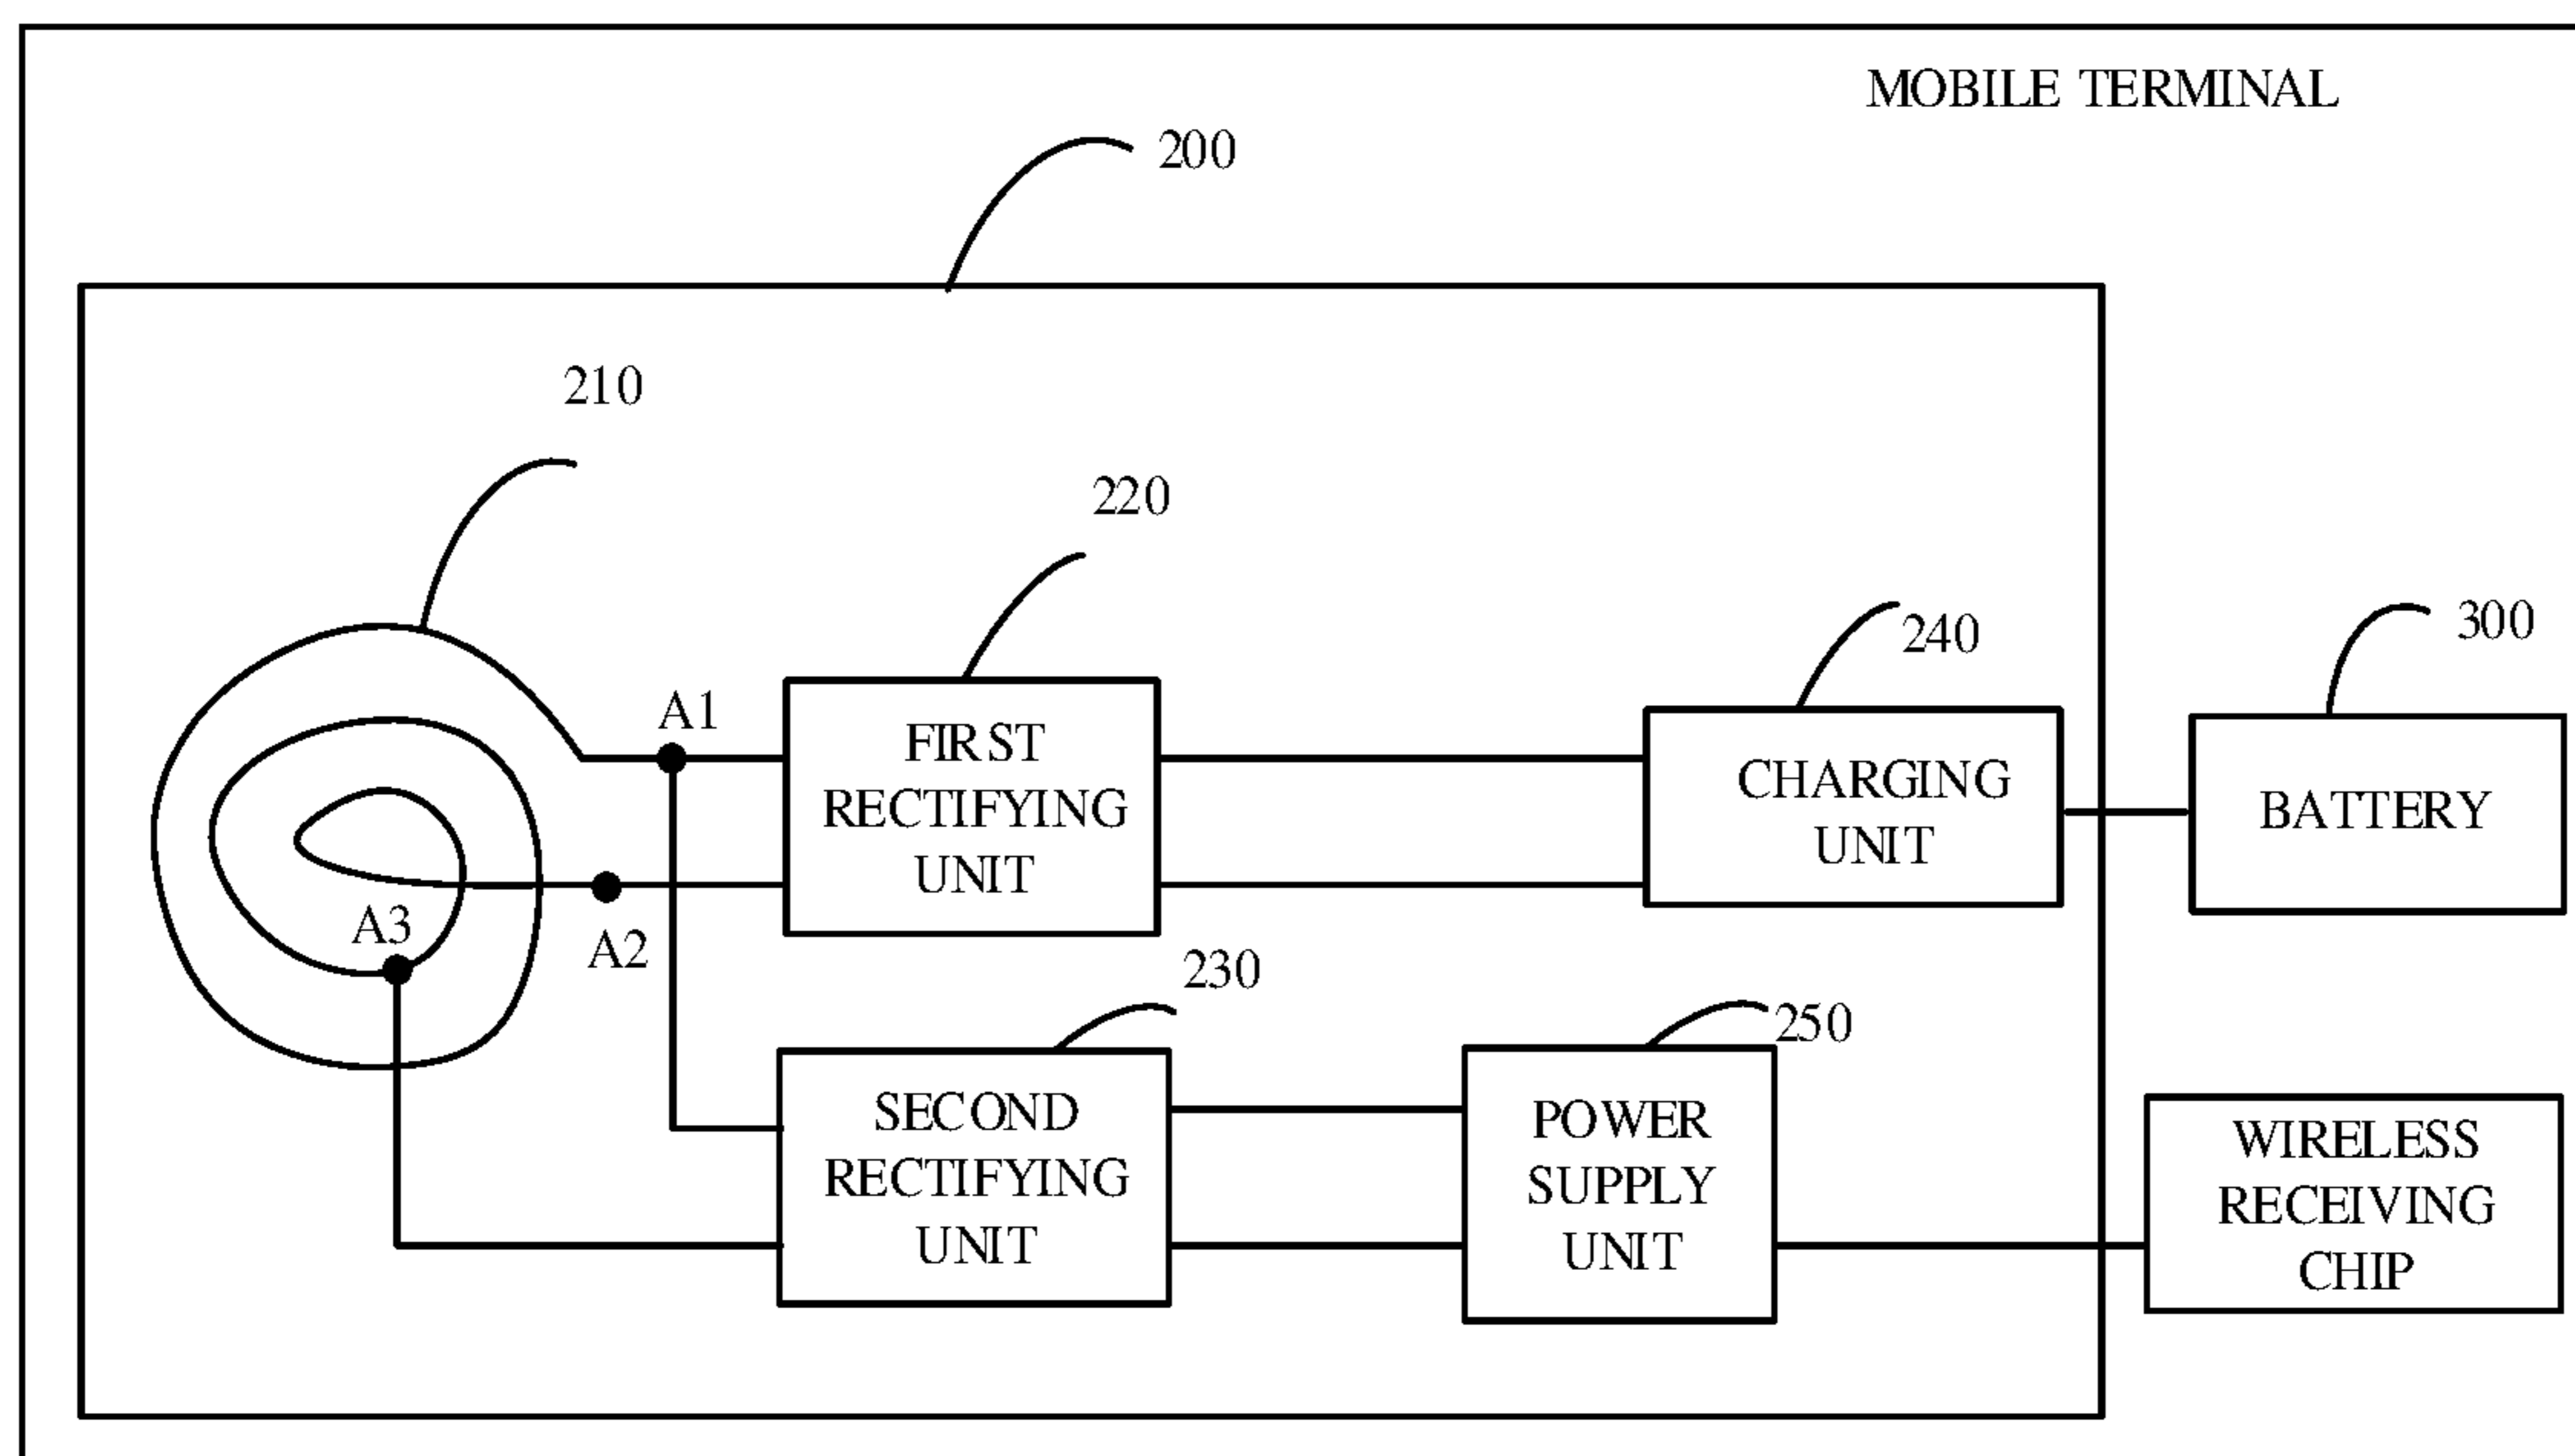 MOBILE TERMINAL
200
210
220
240
300
A1
FIRST
RECTIFYING
UNIT
CHARGING
UNIT
BATTERY
A3
A2
230
250
SECOND
RECTIFYING
UNIT
POWER
SUPPLY
UNIT
WIRELESS
RECEIVING
CHIP